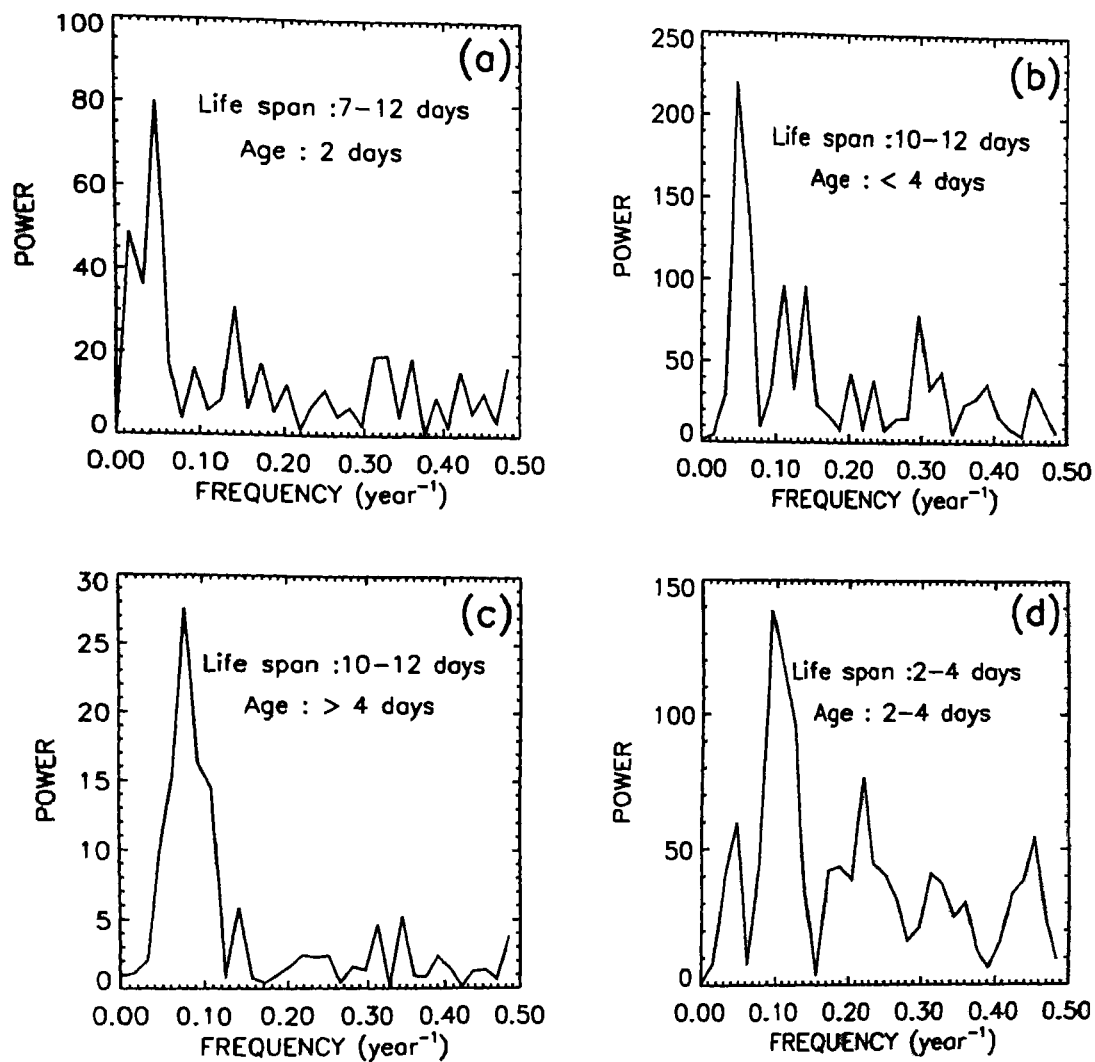 (a)
Life span :7-12 days
Age : 2 days
100
80
60
40
20
0
POWER
0.00 0.10 0.20 0.30 0.40 0.50
FREQUENCY (year⁻¹)
(b)
Life span :10-12 days
Age : < 4 days
250
200
150
100
50
0
POWER
0.00 0.10 0.20 0.30 0.40 0.50
FREQUENCY (year⁻¹)
(c)
Life span :10-12 days
Age : > 4 days
30
25
20
15
10
5
0
POWER
0.00 0.10 0.20 0.30 0.40 0.50
FREQUENCY (year⁻¹)
(d)
Life span :2-4 days
Age : 2-4 days
150
100
50
0
POWER
0.00 0.10 0.20 0.30 0.40 0.50
FREQUENCY (year⁻¹)